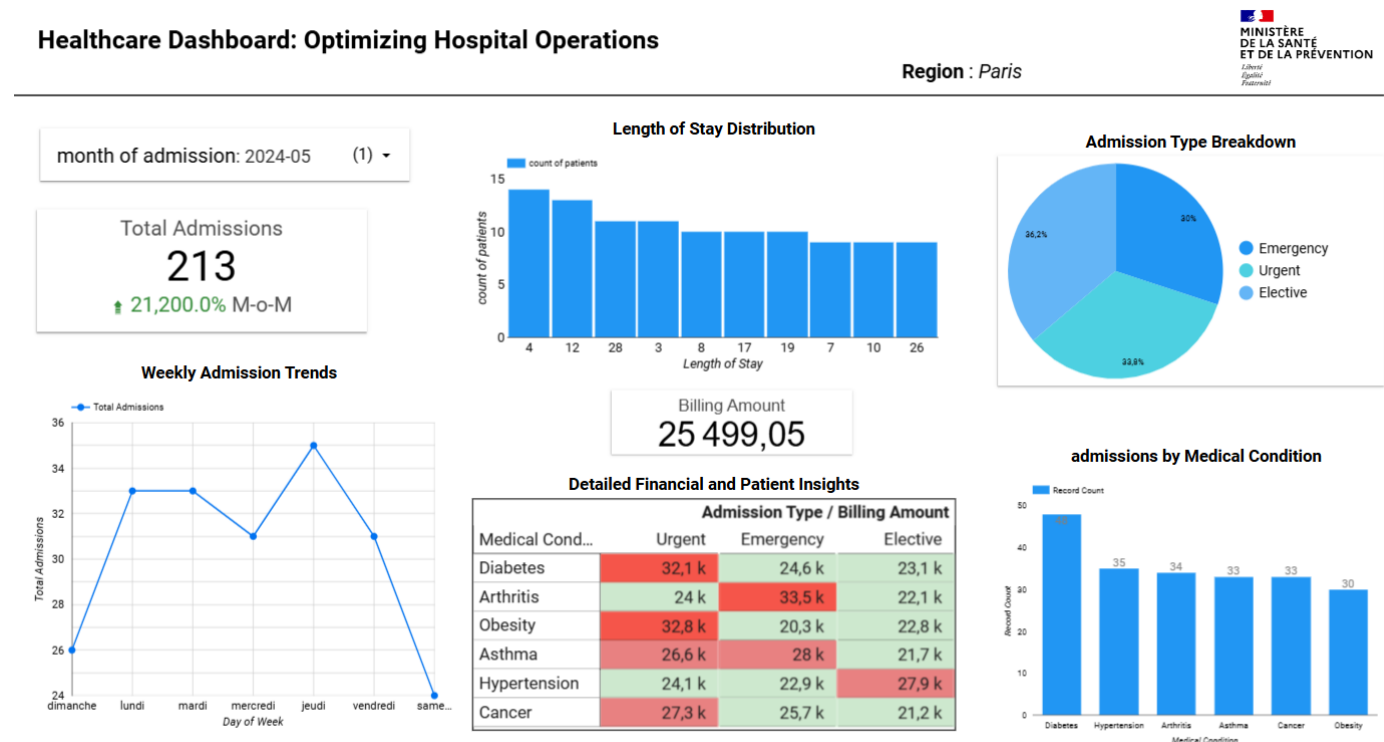 Healthcare Dashboard: Optimizing Hospital Operations
Region : Paris
MINISTÈRE
DE LA SANTÉ
ET DE LA PRÉVENTION
Liberté
Égalité
Fraternité
month of admission: 2024-05 (1)
Total Admissions
213
21,200.0% M-o-M
Weekly Admission Trends
Total Admissions
36
34
32
30
28
26
24
Total Admissions
dimanche lundi mardi mercredi jeudi vendredi same...
Day of Week
Length of Stay Distribution
count of patients
15
10
5
0
count of patients
4 12 28 3 8 17 19 7 10 26
Length of Stay
Billing Amount
25 499,05
Detailed Financial and Patient Insights
Admission Type / Billing Amount
Medical Cond... Urgent Emergency Elective
Diabetes 32,1 k 24,6 k 23,1 k
Arthritis 24 k 33,5 k 22,1 k
Obesity 32,8 k 20,3 k 22,8 k
Asthma 26,6 k 28 k 21,7 k
Hypertension 24,1 k 22,9 k 27,9 k
Cancer 27,3 k 25,7 k 21,2 k
Admission Type Breakdown
30%
36,2%
33,8%
Emergency
Urgent
Elective
admissions by Medical Condition
Record Count
50
40
30
20
10
0
Record Count
35 34 33 33 30
Diabetes Hypertension Arthritis Asthma Cancer Obesity
Medical Condition